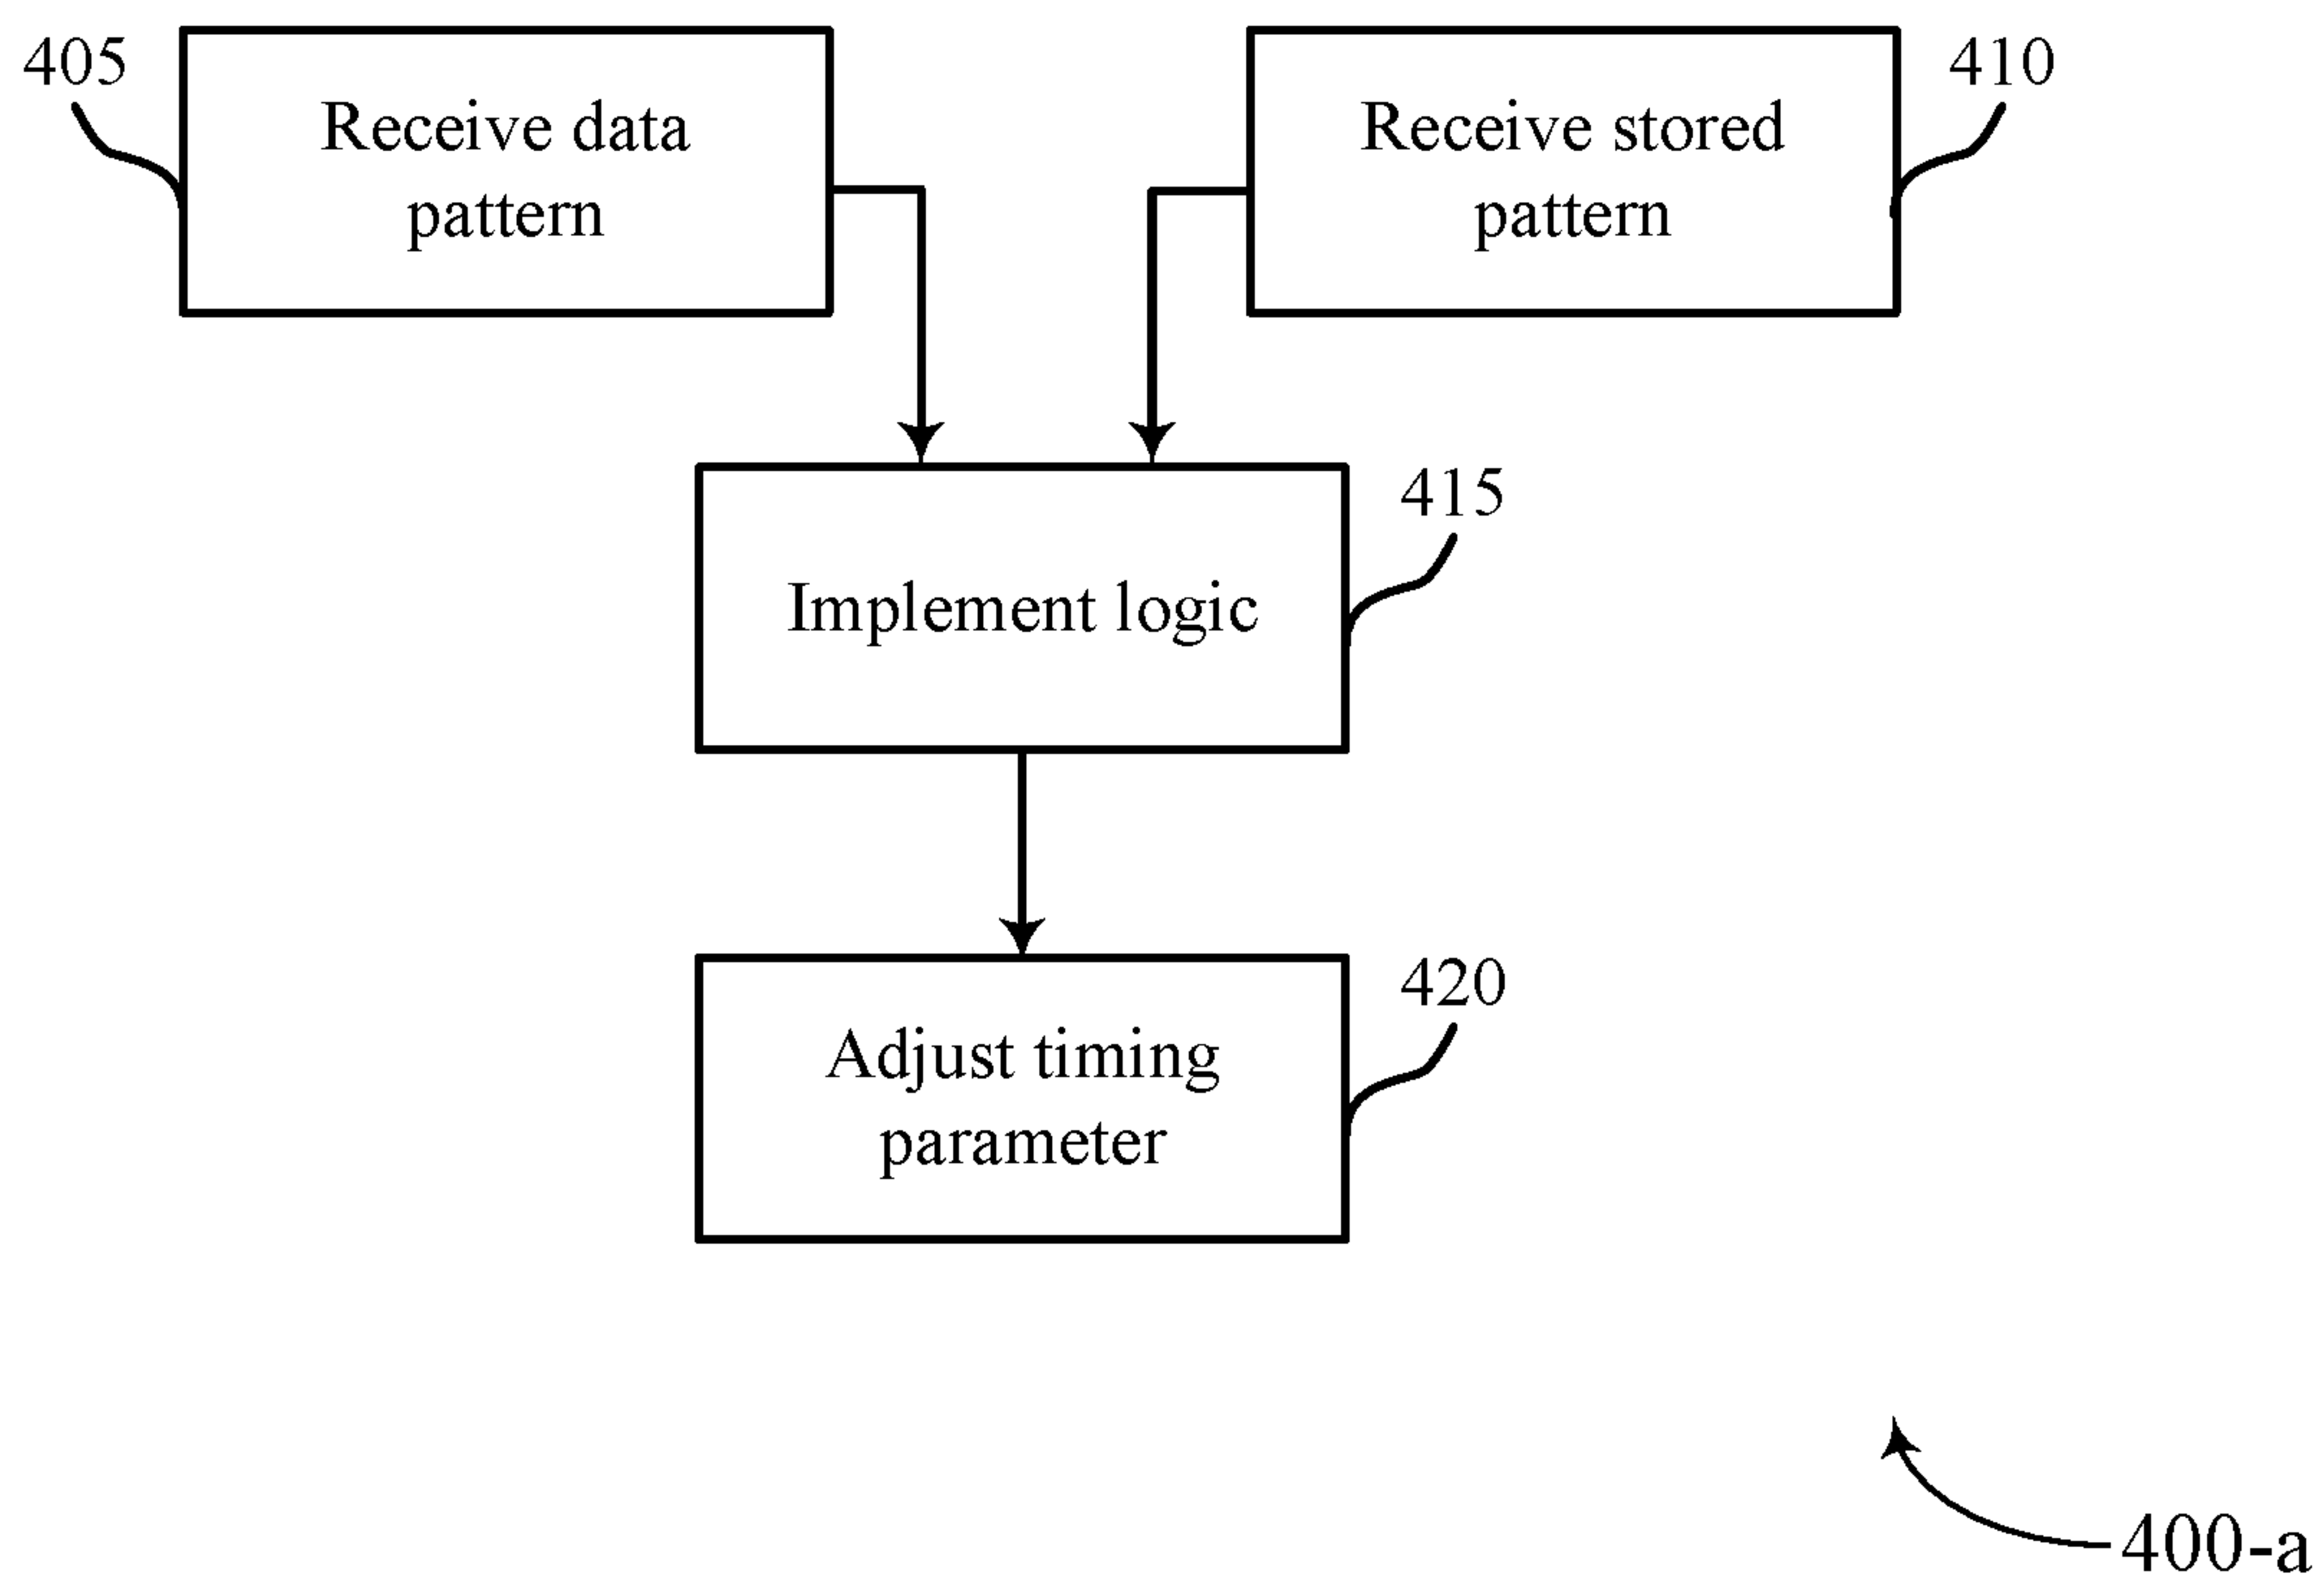 405
Receive data
pattern
Receive stored
pattern
410
Implement logic
415
Adjust timing
parameter
420
400-a